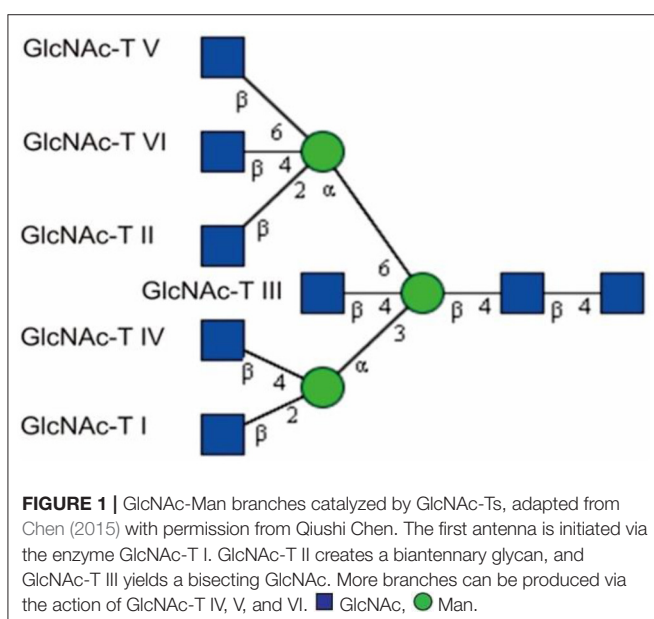 GlcNAc-T V
β
6
GlcNAc-T VI
β 4
2 α
GlcNAc-T II
β
6
GlcNAc-T III
β 4 β 4 β 4
3
GlcNAc-T IV
β 4
α
2
GlcNAc-T I
β
FIGURE 1 | GlcNAc-Man branches catalyzed by GlcNAc-Ts, adapted from
Chen (2015) with permission from Qiushi Chen. The first antenna is initiated via
the enzyme GlcNAc-T I. GlcNAc-T II creates a biantennary glycan, and
GlcNAc-T III yields a bisecting GlcNAc. More branches can be produced via
the action of GlcNAc-T IV, V, and VI. GlcNAc, Man.